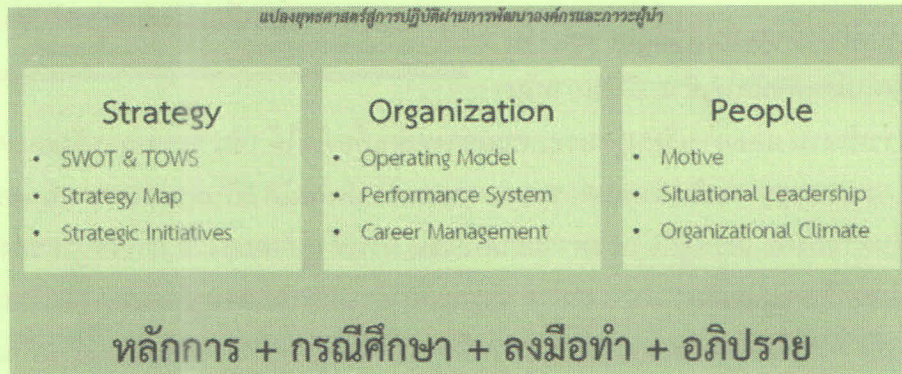 แปลงยุทธศาสตร์สู่การปฏิบัติผ่านการพัฒนาองค์กรและภาวะผู้นำ
Strategy
• SWOT & TOWS
• Strategy Map
• Strategic Initiatives
Organization
• Operating Model
• Performance System
• Career Management
People
• Motive
• Situational Leadership
• Organizational Climate
หลักการ + กรณีศึกษา + ลงมือทำ + อภิปราย